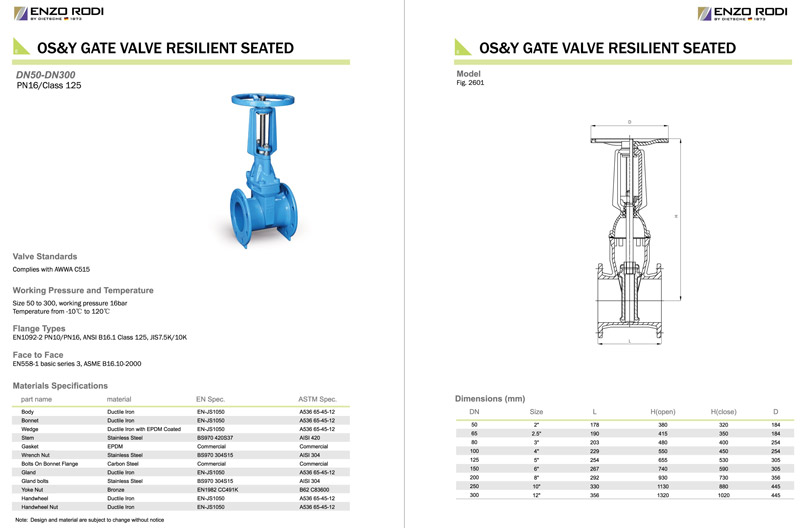 ENZO RODI
BY DIETSCHE 1873
OS&Y GATE VALVE RESILIENT SEATED
DN50-DN300
PN16/Class 125
Valve Standards
Complies with AWWA C515
Working Pressure and Temperature
Size 50 to 300, working pressure 16bar
Temperature from -10℃ to 120℃
Flange Types
EN1092-2 PN10/PN16, ANSI B16.1 Class 125, JIS7.5K/10K
Face to Face
EN558-1 basic series 3, ASME B16.10-2000
Materials Specifications
part name material EN Spec. ASTM Spec.
Body Ductile Iron EN-JS1050 A536 65-45-12
Bonnet Ductile Iron EN-JS1050 A536 65-45-12
Wedge Ductile Iron with EPDM Coated EN-JS1050 A536 65-45-12
Stem Stainless Steel BS970 420S37 AISI 420
Gasket EPDM Commercial Commercial
Wrench Nut Stainless Steel BS970 304S15 AISI 304
Bolts On Bonnet Flange Carbon Steel Commercial Commercial
Gland Ductile Iron EN-JS1050 A536 65-45-12
Gland bolts Stainless Steel BS970 304S15 AISI 304
Yoke Nut Bronze EN1982 CC491K B62 C83600
Handwheel Ductile Iron EN-JS1050 A536 65-45-12
Handwheel Nut Ductile Iron EN-JS1050 A536 65-45-12
Note: Design and material are subject to change without notice
ENZO RODI
BY DIETSCHE 1873
OS&Y GATE VALVE RESILIENT SEATED
Model
Fig. 2601
D
H
L
Dimensions (mm)
DN Size L H(open) H(close) D
50 2" 178 380 320 184
65 2.5" 190 415 350 184
80 3" 203 480 400 254
100 4" 229 550 450 254
125 5" 254 655 530 305
150 6" 267 740 590 305
200 8" 292 930 730 356
250 10" 330 1130 880 445
300 12" 356 1320 1020 445